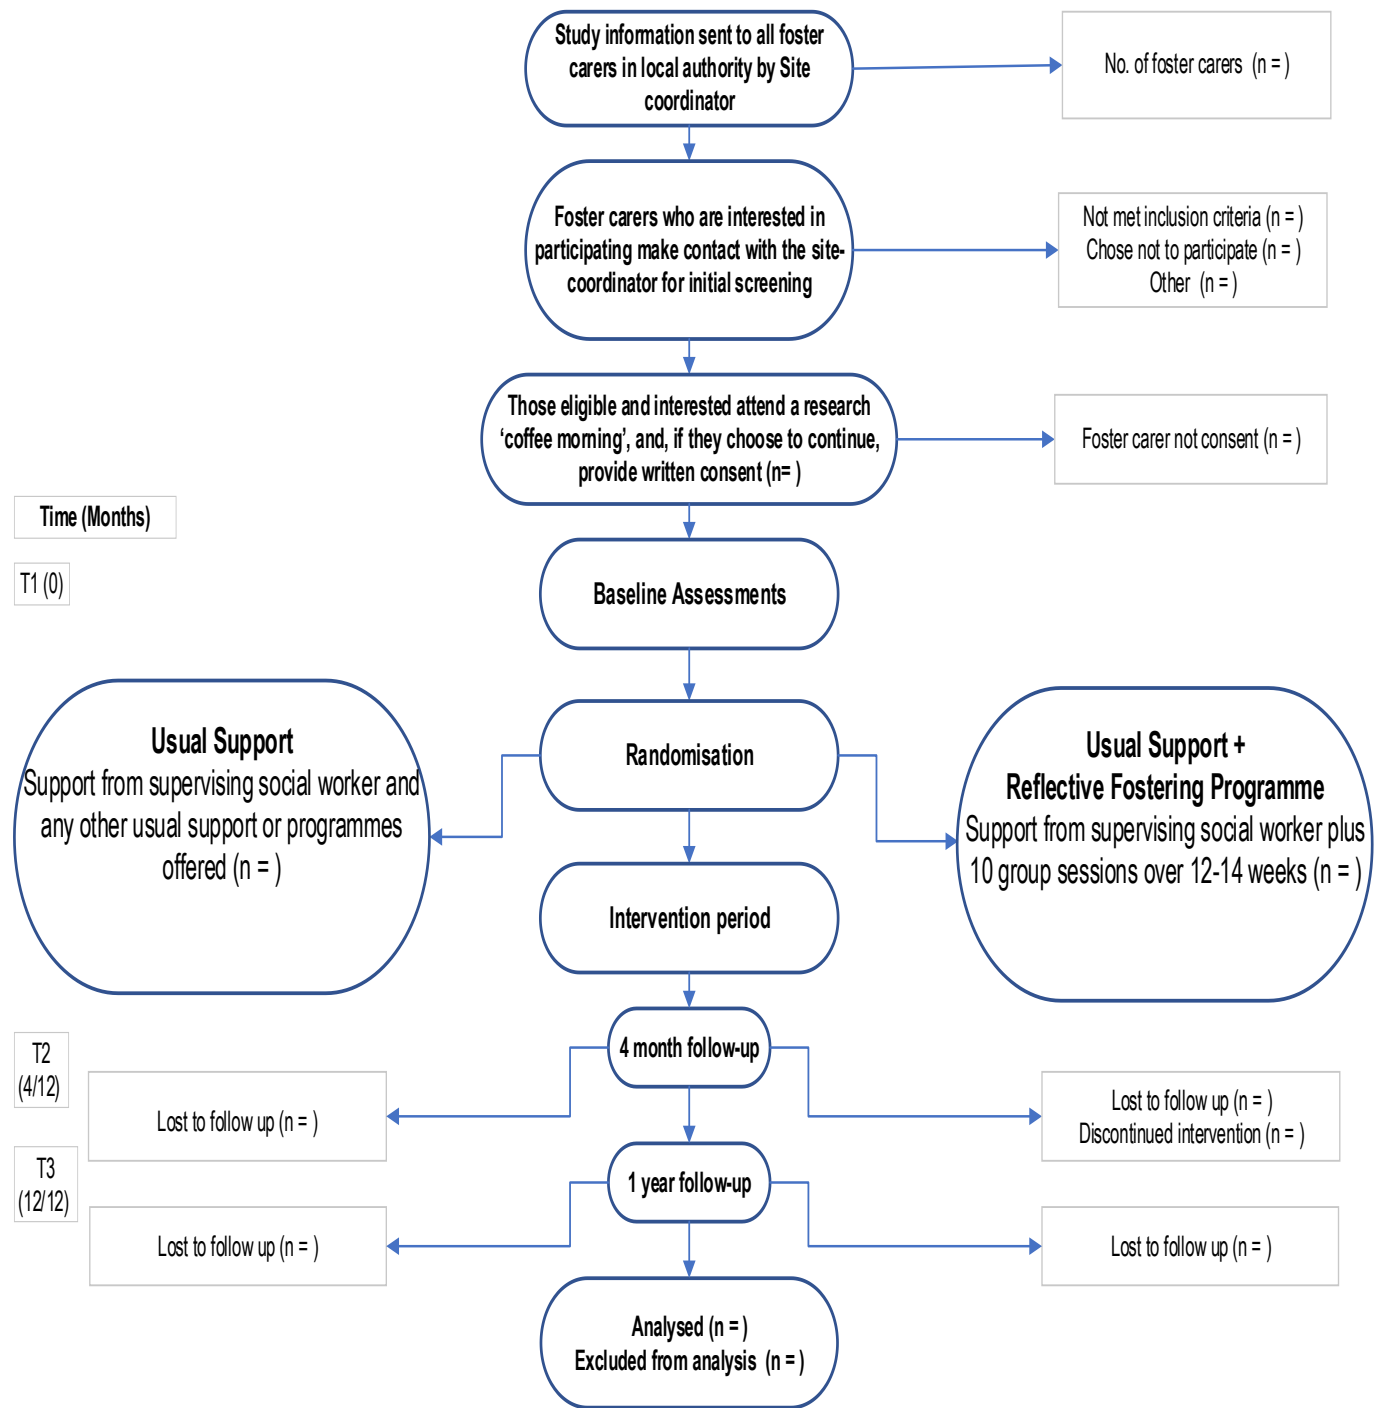 Study information sent to all foster
carers in local authority by Site
coordinator
No. of foster carers (n = )
Foster carers who are interested in
participating make contact with the site-
coordinator for initial screening
Not met inclusion criteria (n = )
Chose not to participate (n = )
Other (n = )
Those eligible and interested attend a research
‘coffee morning’, and, if they choose to continue,
provide written consent (n= )
Foster carer not consent (n = )
Time (Months)
T1 (0)
Baseline Assessments
Randomisation
Usual Support
Support from supervising social worker and
any other usual support or programmes
offered (n = )
Usual Support +
Reflective Fostering Programme
Support from supervising social worker plus
10 group sessions over 12-14 weeks (n = )
Intervention period
T2
(4/12)
4 month follow-up
Lost to follow up (n = )
Lost to follow up (n = )
Discontinued intervention (n = )
T3
(12/12)
1 year follow-up
Lost to follow up (n = )
Lost to follow up (n = )
Analysed (n = )
Excluded from analysis (n = )